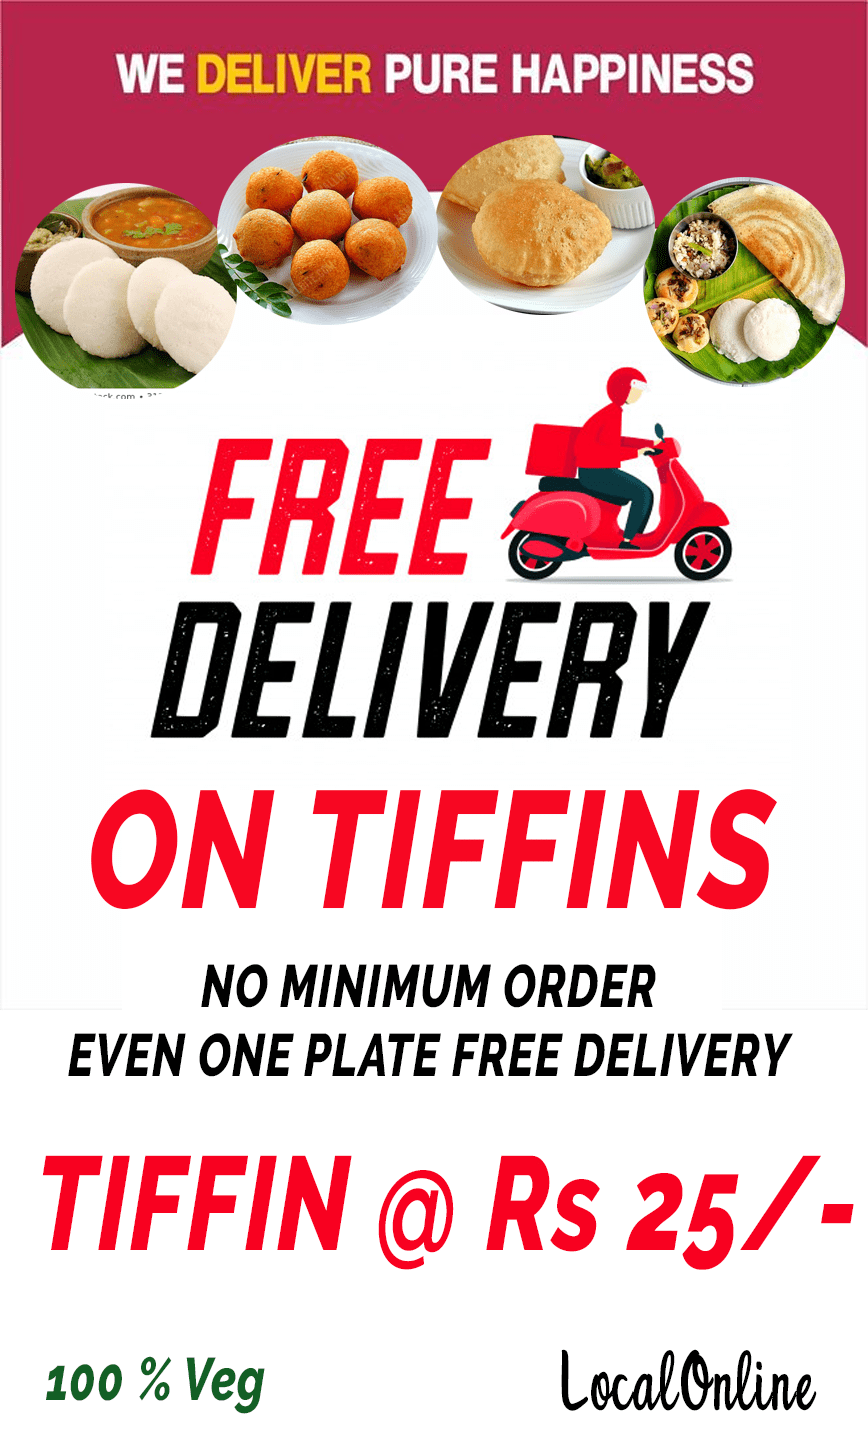 WE DELIVER PURE HAPPINESS
FREE
DELIVERY
ON TIFFINS
NO MINIMUM ORDER
EVEN ONE PLATE FREE DELIVERY
TIFFIN @ Rs 25/-
100 % Veg
LocalOnline